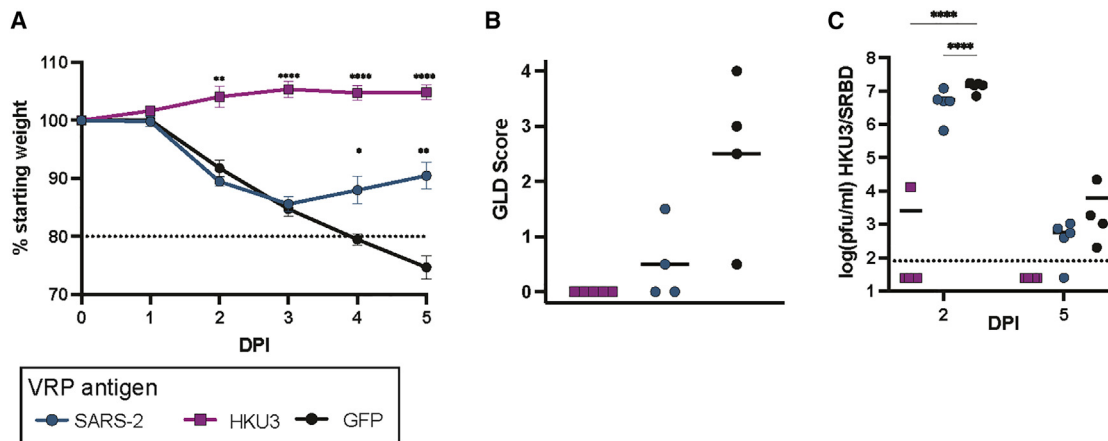 A
% starting weight
110
100
90
80
70
** **** **** ****
* **
0 1 2 3 4 5
DPI
VRP antigen
SARS-2 HKU3 GFP
B
GLD Score
4
3
2
1
0
C
log(pfu/ml) HKU3/SRBD
****
****
8
7
6
5
4
3
2
1
2 5
DPI